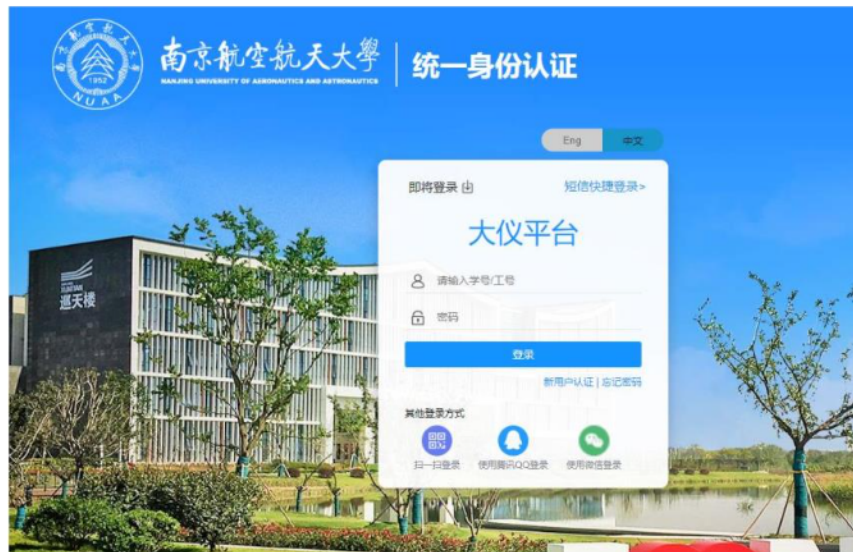 南京航空航天大學
NANJING UNIVERSITY OF AERONAUTICS AND ASTRONAUTICS
1952
NUAA
统一身份认证
Eng 中文
即将登录 短信快捷登录>
大仪平台
请输入学号/工号
密码
登录
新用户认证 | 忘记密码
其他登录方式
扫一扫登录 使用腾讯QQ登录 使用微信登录
巡天楼